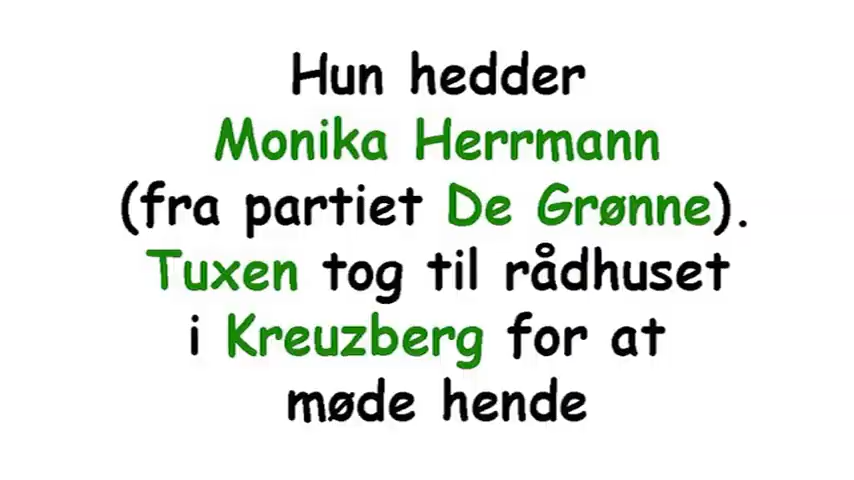 Hun hedder
Monika Herrmann
(fra partiet De Grønne).
Tuxen tog til rådhuset
i Kreuzberg for at
møde hende